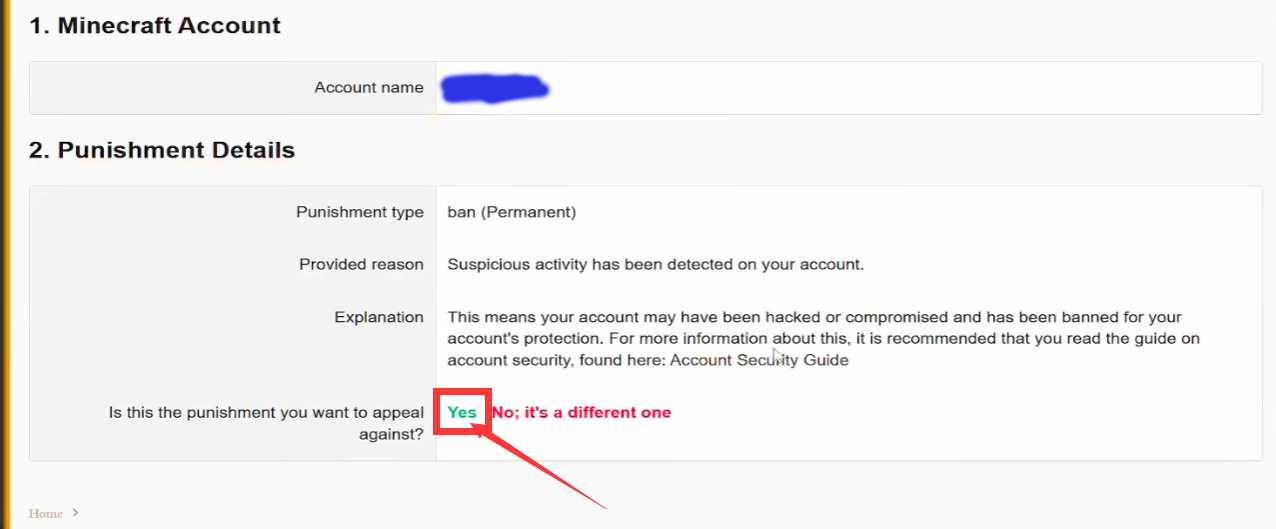 1. Minecraft Account
Account name
2. Punishment Details
Punishment type
ban (Permanent)
Provided reason
Suspicious activity has been detected on your account.
Explanation
This means your account may have been hacked or compromised and has been banned for your
account's protection. For more information about this, it is recommended that you read the guide on
account security, found here: Account Security Guide
Is this the punishment you want to appeal
against?
Yes No; it's a different one
Home >